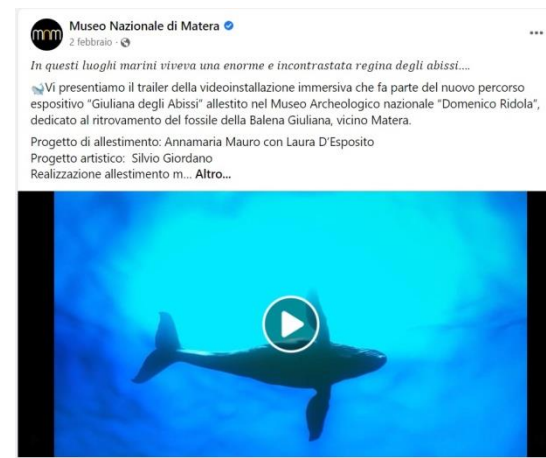 mnm
Museo Nazionale di Matera
2 febbraio ·
In questi luoghi marini viveva una enorme e incontrastata regina degli abissi....
Vi presentiamo il trailer della videoinstallazione immersiva che fa parte del nuovo percorso
espositivo "Giuliana degli Abissi" allestito nel Museo Archeologico nazionale "Domenico Ridola",
dedicato al ritrovamento del fossile della Balena Giuliana, vicino Matera.
Progetto di allestimento: Annamaria Mauro con Laura D'Esposito
Progetto artistico: Silvio Giordano
Realizzazione allestimento m... Altro...